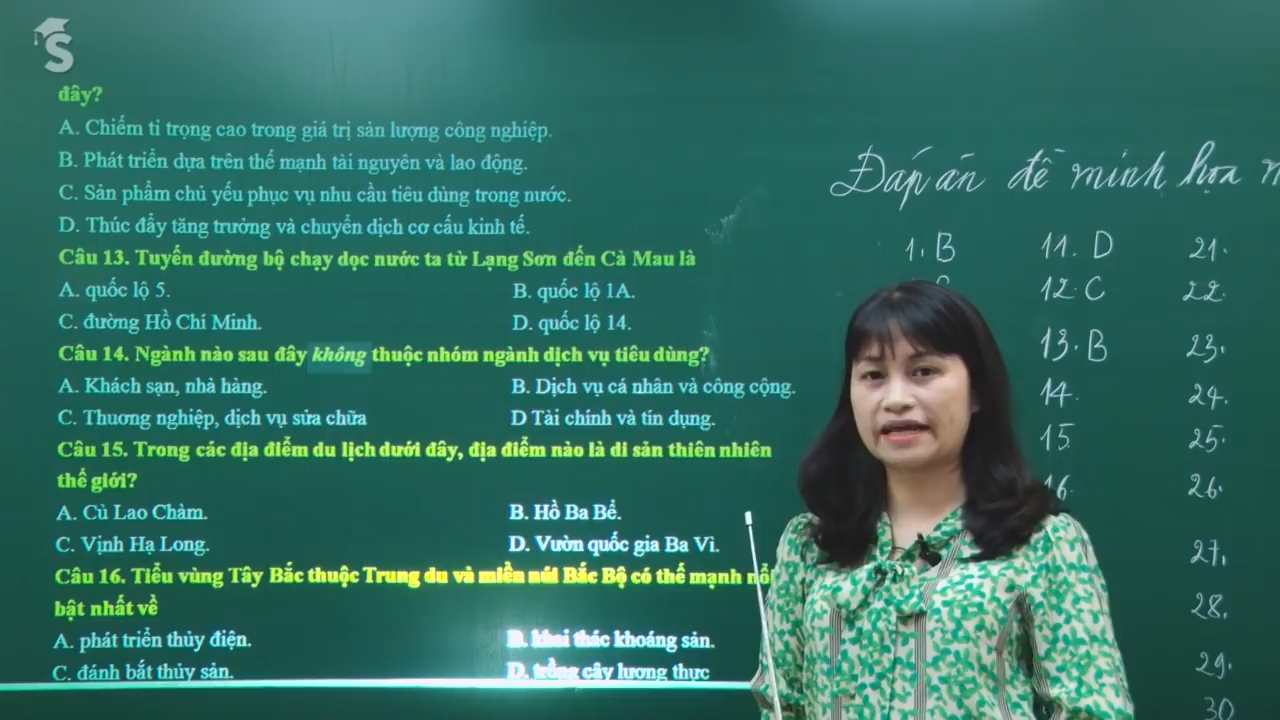 S
đây?
A. Chiếm tỉ trọng cao trong giá trị sản lượng công nghiệp.
B. Phát triển dựa trên thế mạnh tài nguyên và lao động.
C. Sản phẩm chủ yếu phục vụ nhu cầu tiêu dùng trong nước.
D. Thúc đẩy tăng trưởng và chuyển dịch cơ cấu kinh tế.
Câu 13. Tuyến đường bộ chạy dọc nước ta từ Lạng Sơn đến Cà Mau là
A. quốc lộ 5.
B. quốc lộ 1A.
C. đường Hồ Chí Minh.
D. quốc lộ 14.
Câu 14. Ngành nào sau đây không thuộc nhóm ngành dịch vụ tiêu dùng?
A. Khách sạn, nhà hàng.
B. Dịch vụ cá nhân và công cộng.
C. Thương nghiệp, dịch vụ sửa chữa
D Tài chính và tín dụng.
Câu 15. Trong các địa điểm du lịch dưới đây, địa điểm nào là di sản thiên nhiên
thế giới?
A. Cù Lao Chàm.
B. Hồ Ba Bể.
C. Vịnh Hạ Long.
D. Vườn quốc gia Ba Vì.
Câu 16. Tiểu vùng Tây Bắc thuộc Trung du và miền núi Bắc Bộ có thế mạnh nổi
bật nhất về
A. phát triển thủy điện.
B. khai thác khoáng sản.
C. đánh bắt thủy sản.
D. trồng cây lương thực
Đáp án đề minh họa
1. B
11. D
12. C
13. B
14.
15
16.
21.
22.
23.
24.
25.
26.
27.
28.
29.
30